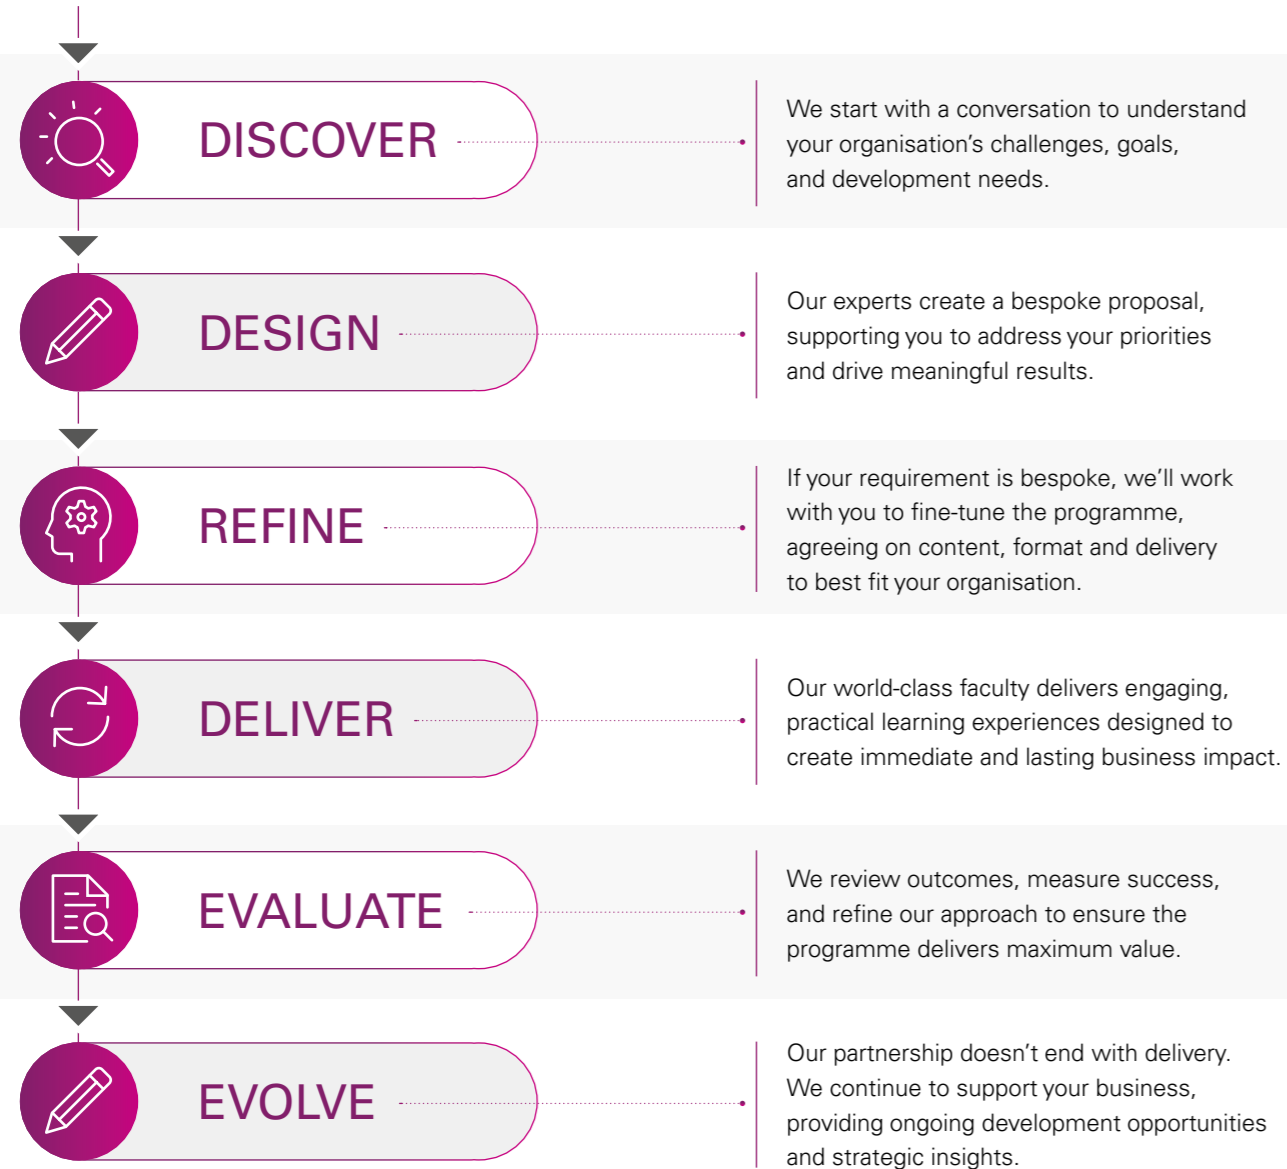 DISCOVER
We start with a conversation to understand
your organisation’s challenges, goals,
and development needs.
DESIGN
Our experts create a bespoke proposal,
supporting you to address your priorities
and drive meaningful results.
REFINE
If your requirement is bespoke, we’ll work
with you to fine-tune the programme,
agreeing on content, format and delivery
to best fit your organisation.
DELIVER
Our world-class faculty delivers engaging,
practical learning experiences designed to
create immediate and lasting business impact.
EVALUATE
We review outcomes, measure success,
and refine our approach to ensure the
programme delivers maximum value.
EVOLVE
Our partnership doesn’t end with delivery.
We continue to support your business,
providing ongoing development opportunities
and strategic insights.